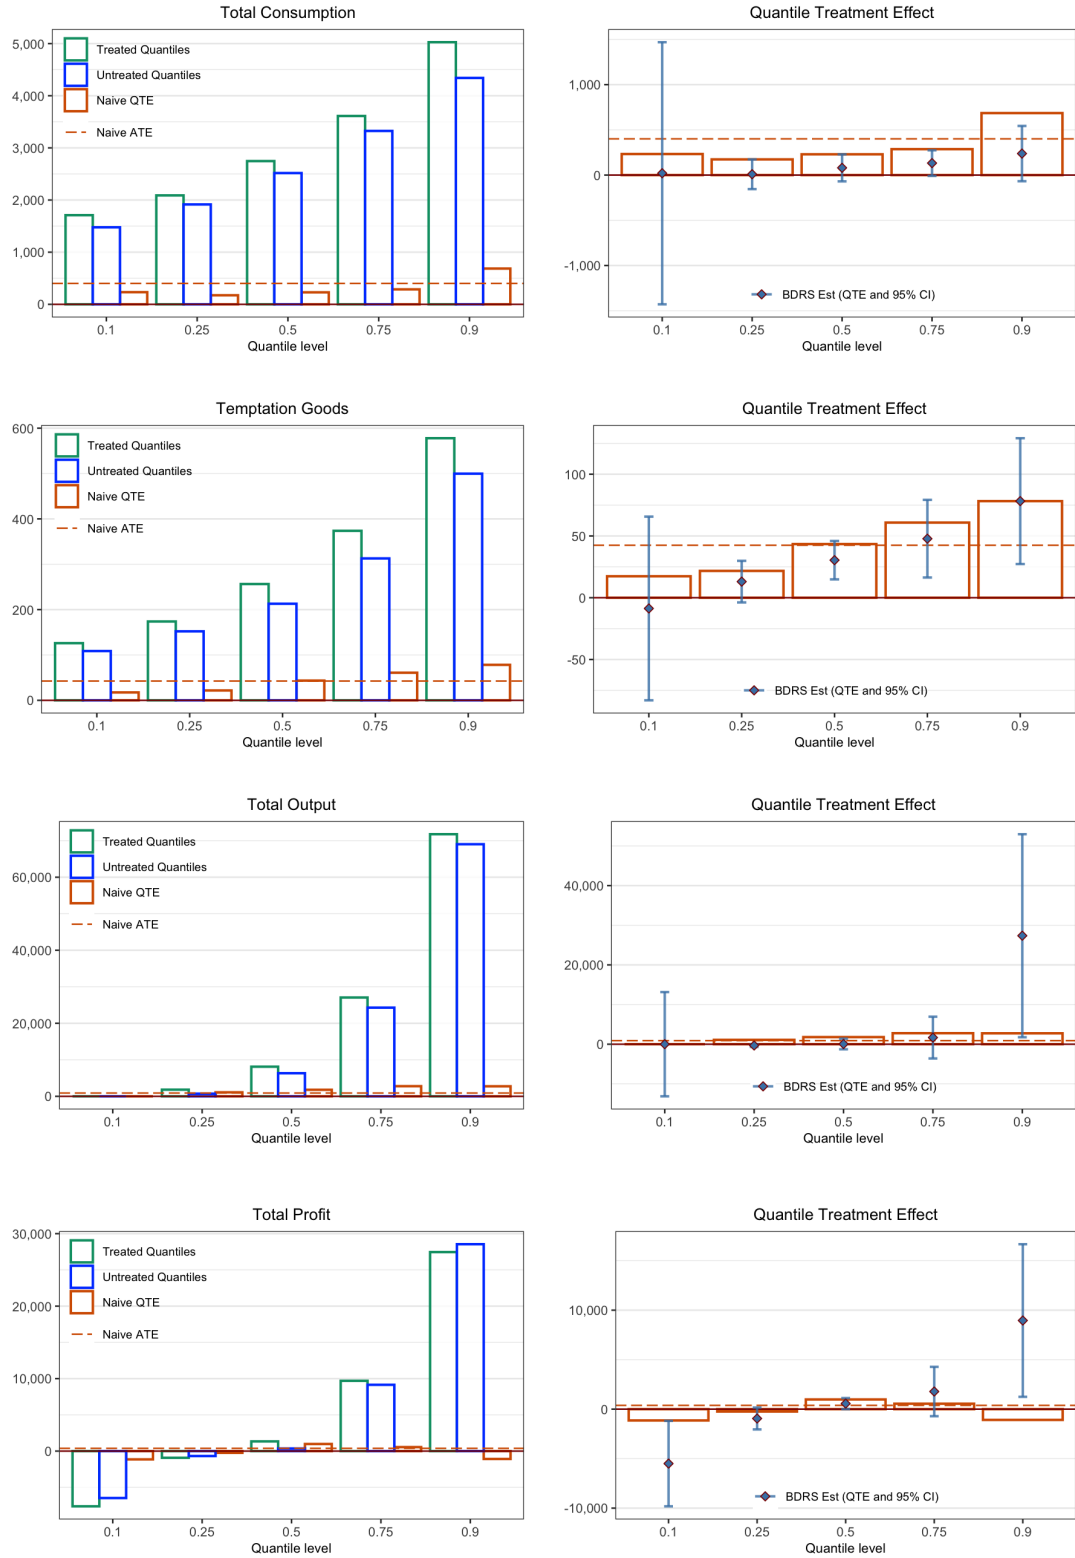 Total Consumption
5,000
4,000
3,000
2,000
1,000
0
Treated Quantiles
Untreated Quantiles
Naive QTE
Naive ATE
0.1 0.25 0.5 0.75 0.9
Quantile level
Quantile Treatment Effect
1,000
0
-1,000
BDRS Est (QTE and 95% CI)
0.1 0.25 0.5 0.75 0.9
Quantile level
Temptation Goods
600
400
200
0
Treated Quantiles
Untreated Quantiles
Naive QTE
Naive ATE
0.1 0.25 0.5 0.75 0.9
Quantile level
Quantile Treatment Effect
100
50
0
-50
BDRS Est (QTE and 95% CI)
0.1 0.25 0.5 0.75 0.9
Quantile level
Total Output
60,000
40,000
20,000
0
Treated Quantiles
Untreated Quantiles
Naive QTE
Naive ATE
0.1 0.25 0.5 0.75 0.9
Quantile level
Quantile Treatment Effect
40,000
20,000
0
BDRS Est (QTE and 95% CI)
0.1 0.25 0.5 0.75 0.9
Quantile level
Total Profit
30,000
20,000
10,000
0
Treated Quantiles
Untreated Quantiles
Naive QTE
Naive ATE
0.1 0.25 0.5 0.75 0.9
Quantile level
Quantile Treatment Effect
10,000
0
-10,000
BDRS Est (QTE and 95% CI)
0.1 0.25 0.5 0.75 0.9
Quantile level